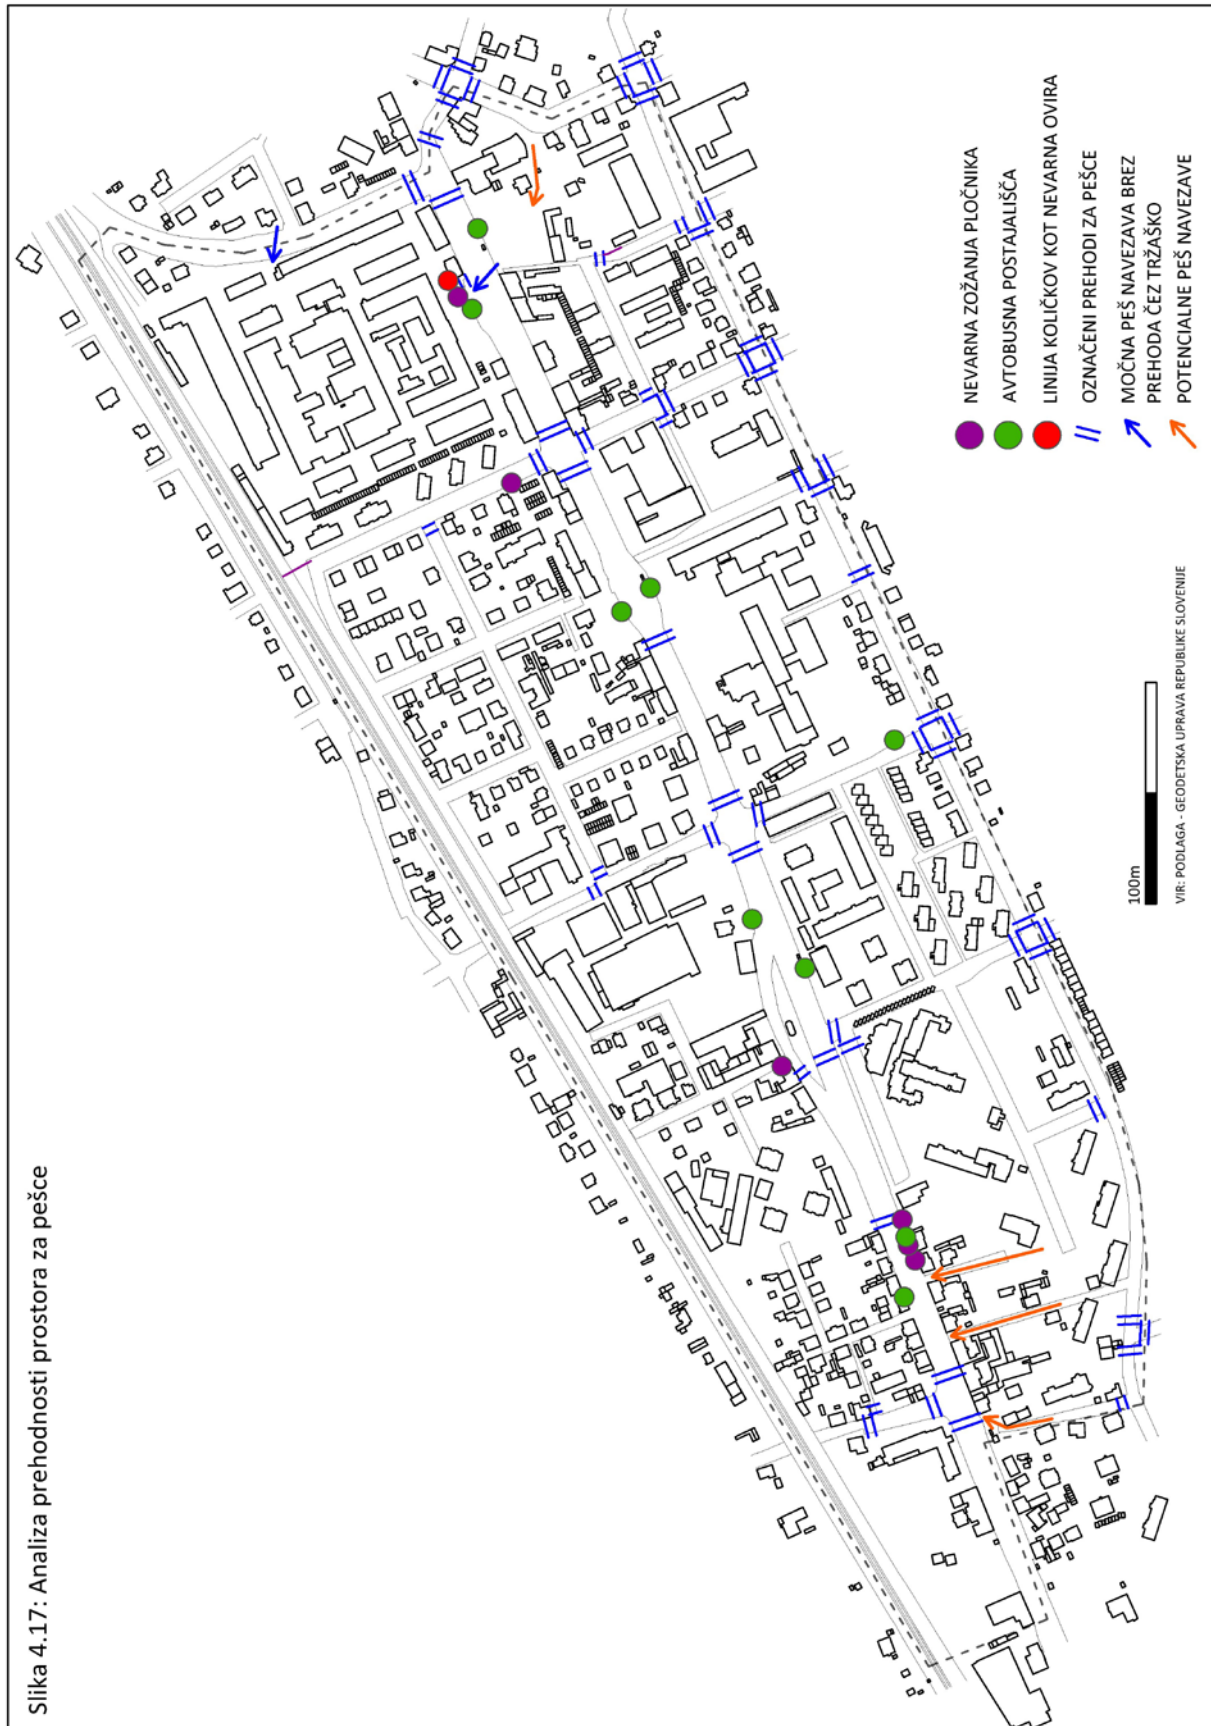 Slika 4.17: Analiza prehodnosti prostora za pešce
NEVARNA ZOŽANJA PLOČNIKA
AVTOBUSNA POSTAJALIŠČA
LINIJA KOLIČKOV KOT NEVARNA OVIRA
OZNAČENI PREHODI ZA PEŠCE
MOČNA PEŠ NAVEZAVA BREZ
PREHODA ČEZ TRŽAŠKO
POTENCIALNE PEŠ NAVEZAVE
100m
VIR: PODLAGA - GEODETSKA UPRAVA REPUBLIKE SLOVENIJE